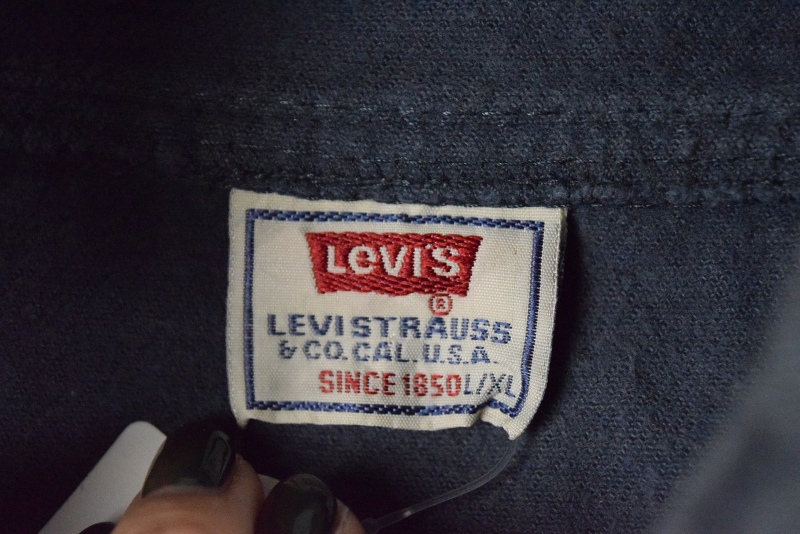 LEVI'S
®
LEVI STRAUSS
& CO. CAL. U.S.A.
SINCE 1850 L/XL